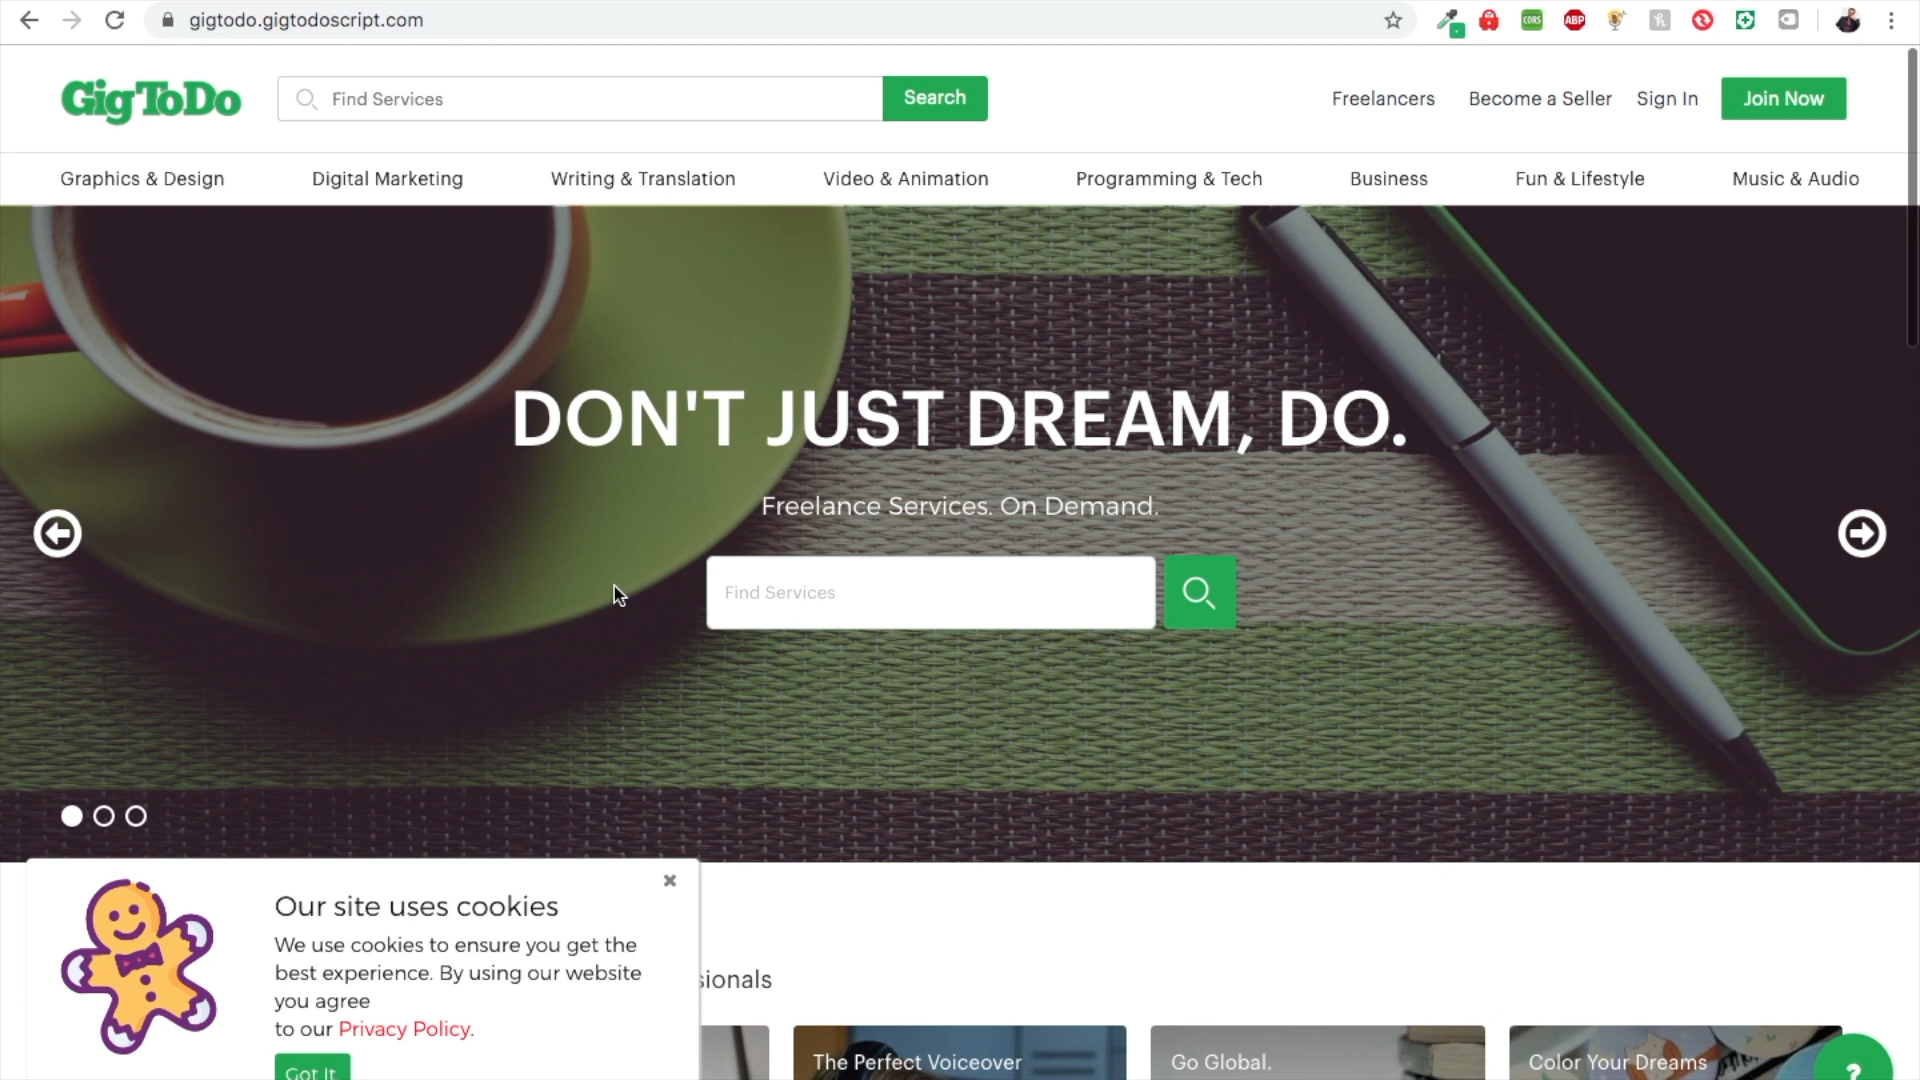 gigtodo.gigtodoscript.com
CORS
ABP
GigToDo
Find Services
Search
Freelancers
Become a Seller
Sign In
Join Now
Graphics & Design
Digital Marketing
Writing & Translation
Video & Animation
Programming & Tech
Business
Fun & Lifestyle
Music & Audio
DON'T JUST DREAM, DO.
Freelance Services. On Demand.
Find Services
Our site uses cookies
We use cookies to ensure you get the
best experience. By using our website
you agree
to our Privacy Policy.
Got It.
sionals
The Perfect Voiceover
Go Global.
Color Your Dreams
?